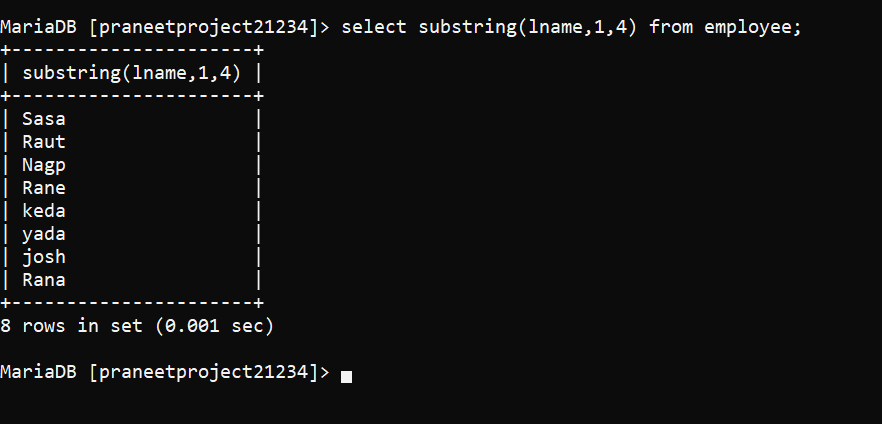 MariaDB [praneetproject21234]> select substring(lname,1,4) from employee;
+----------------------+
| substring(lname,1,4) |
+----------------------+
| Sasa                 |
| Raut                 |
| Nagp                 |
| Rane                 |
| keda                 |
| yada                 |
| josh                 |
| Rana                 |
+----------------------+
8 rows in set (0.001 sec)
MariaDB [praneetproject21234]>